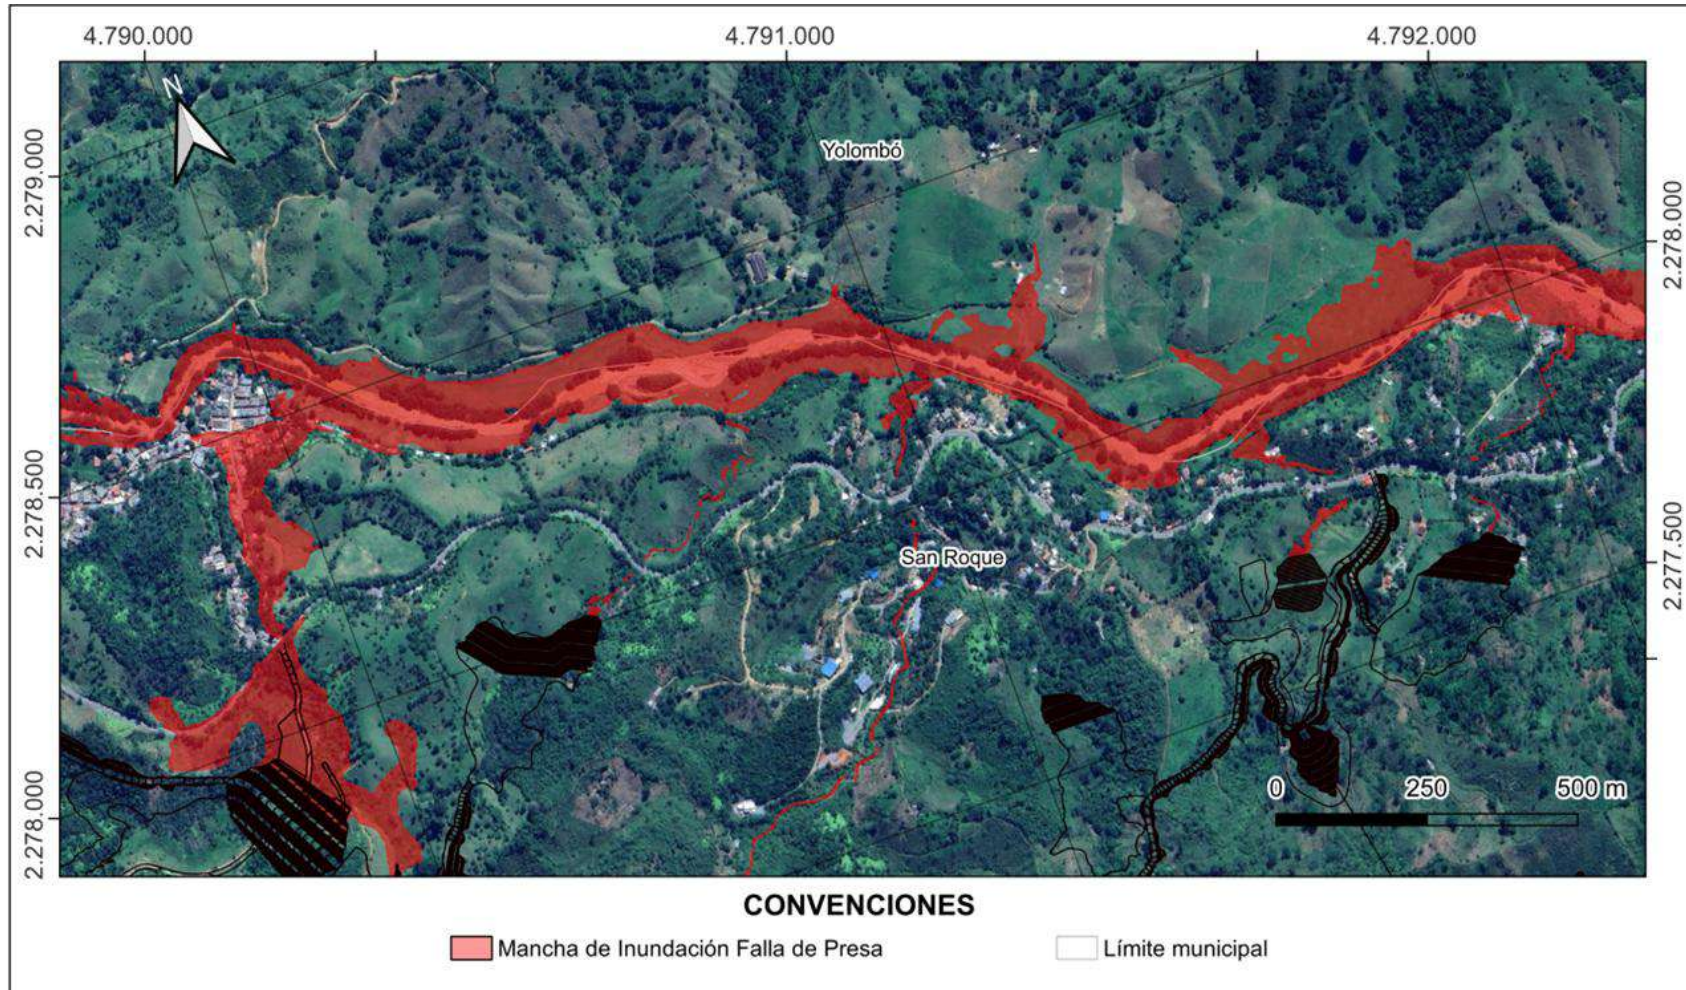 4.790.000 4.791.000 4.792.000
N
2.279.000
Yolombó
2.278.000
2.278.500
San Roque
2.277.500
2.278.000
0 250 500 m
CONVENCIONES
Mancha de Inundación Falla de Presa Límite municipal